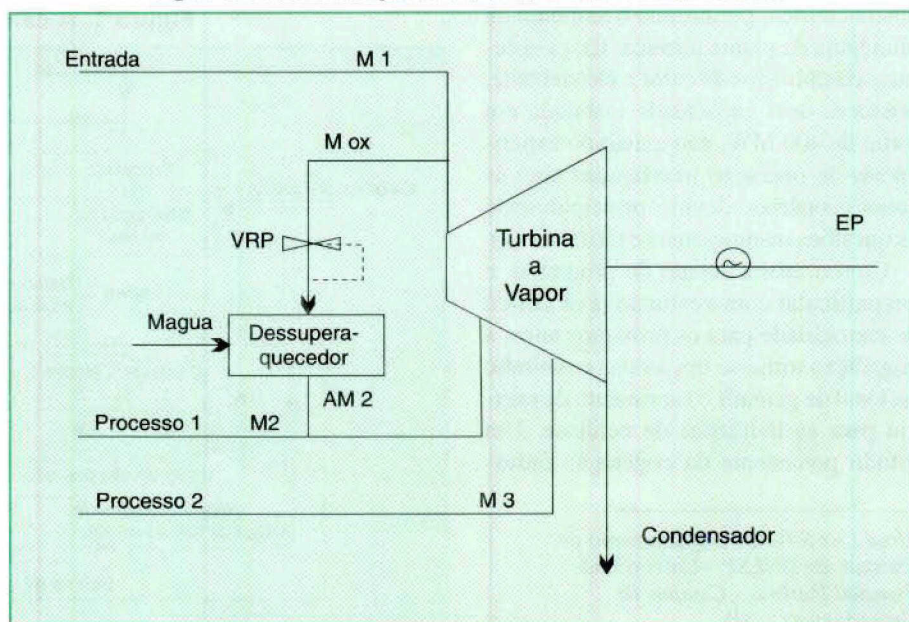 Entrada
M 1
M ox
VRP
EP
Turbina
a
Vapor
Magua
Dessupera-
quecedor
AM 2
Processo 1
M2
Processo 2
M 3
Condensador